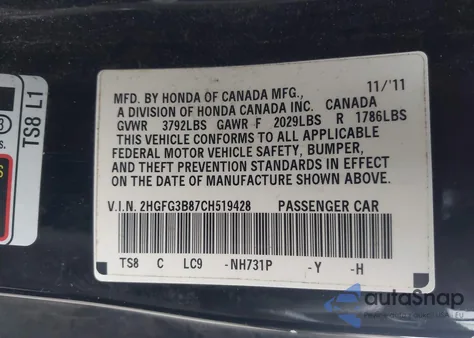 MFD. BY HONDA OF CANADA MFG., 11/'11
A DIVISION OF HONDA CANADA INC. CANADA
GVWR 3792LBS GAWR F 2029LBS R 1786LBS
THIS VEHICLE CONFORMS TO ALL APPLICABLE
FEDERAL MOTOR VEHICLE SAFETY, BUMPER,
AND THEFT PREVENTION STANDARDS IN EFFECT
ON THE DATE OF MANUFACTURE SHOWN ABOVE.
V.I.N. 2HGFG3B87CH519428 PASSENGER CAR
TS8 C LC9 -NH731P -Y -H
TS8 L1
autaSnap